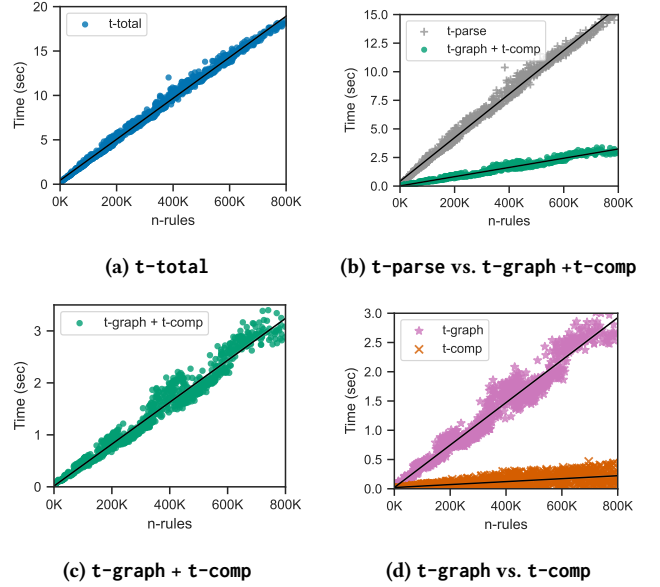 t-total
20
15
10
5
0
Time (sec)
0K 200K 400K 600K 800K
n-rules
(a) t-total
t-parse
t-graph + t-comp
15.0
12.5
10.0
7.5
5.0
2.5
0.0
Time (sec)
0K 200K 400K 600K 800K
n-rules
(b) t-parse vs. t-graph +t-comp
t-graph + t-comp
3
2
1
0
Time (sec)
0K 200K 400K 600K 800K
n-rules
(c) t-graph + t-comp
t-graph
t-comp
3.0
2.5
2.0
1.5
1.0
0.5
0.0
Time (sec)
0K 200K 400K 600K 800K
n-rules
(d) t-graph vs. t-comp